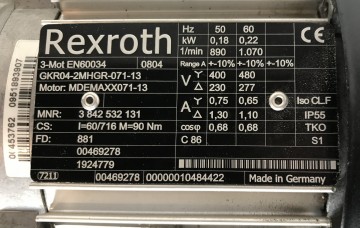 Rexroth
3-Mot EN60034 0804
GKR04-2MHGR-071-13
Motor: MDEMAXX071-13
MNR: 3 842 532 131
CS: I=60/716 M=90 Nm
FD: 881
00469278
1924779
7211 00469278 00000010484422 Made in Germany
Hz 50 60
kW 0,18 0,22
1/min 890 1.070
Range A +-10% +-10%
V 400 480
230 277
A 0,75 0,65 Iso CLF
1,30 1,10 IP55
cosφ 0,68 0,68 TKO
C 86 S1
0951893907